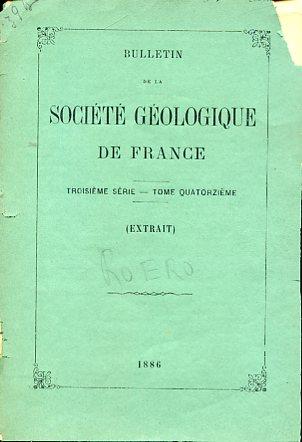 BULLETIN
DE LA
SOCIÉTÉ GÉOLOGIQUE
DE FRANCE
TROISIÈME SÉRIE — TOME QUATORZIÈME
(EXTRAIT)
ROERO
1886